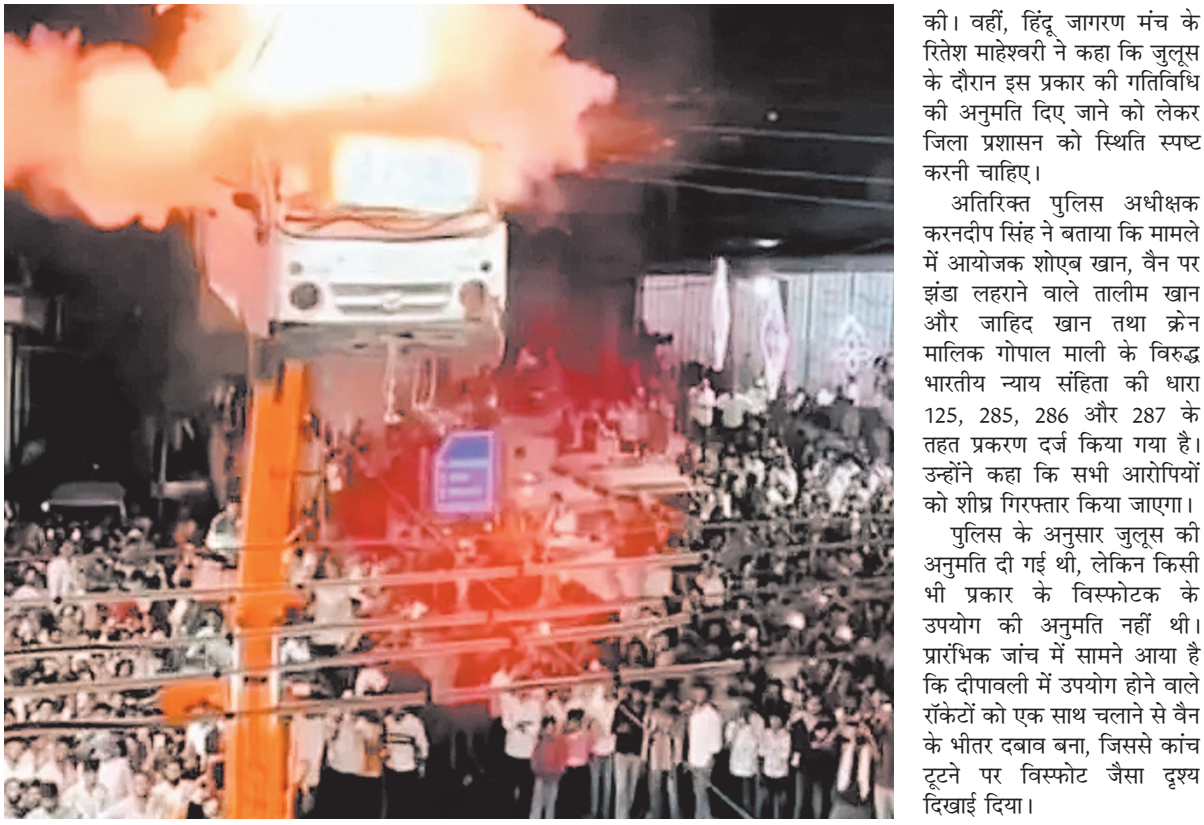 की। वहीं, हिंदू जागरण मंच के
रितेश माहेश्वरी ने कहा कि जुलूस
के दौरान इस प्रकार की गतिविधि
की अनुमति दिए जाने को लेकर
जिला प्रशासन को स्थिति स्पष्ट
करनी चाहिए।
अतिरिक्त पुलिस अधीक्षक
करनदीप सिंह ने बताया कि मामले
में आयोजक शोएब खान, वैन पर
झंडा लहराने वाले तालीम खान
और जाहिद खान तथा क्रेन
मालिक गोपाल माली के विरुद्ध
भारतीय न्याय संहिता की धारा
125, 285, 286 और 287 के
तहत प्रकरण दर्ज किया गया है।
उन्होंने कहा कि सभी आरोपियों
को शीघ्र गिरफ्तार किया जाएगा।
पुलिस के अनुसार जुलूस की
अनुमति दी गई थी, लेकिन किसी
भी प्रकार के विस्फोटक के
उपयोग की अनुमति नहीं थी।
प्रारंभिक जांच में सामने आया है
कि दीपावली में उपयोग होने वाले
रॉकेटों को एक साथ चलाने से वैन
के भीतर दबाव बना, जिससे कांच
टूटने पर विस्फोट जैसा दृश्य
दिखाई दिया।